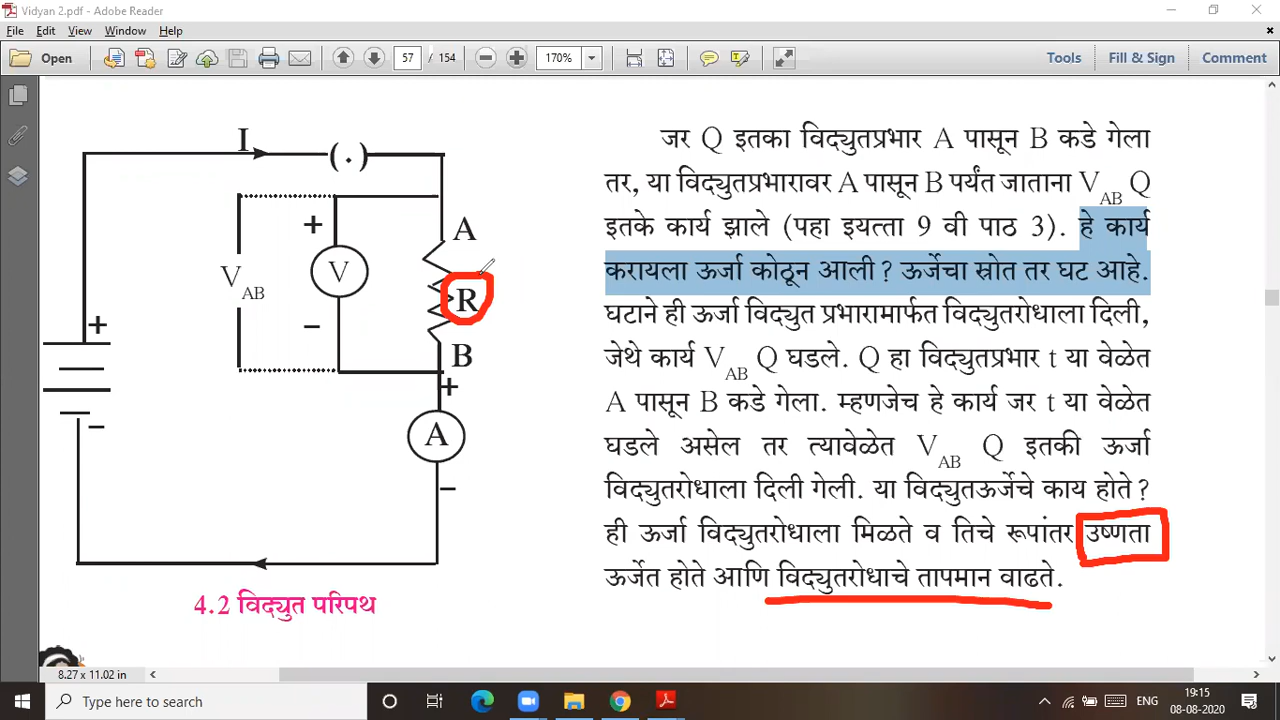 Vidyan 2.pdf - Adobe Reader
File Edit View Window Help
Open 57 / 154 170% Tools Fill & Sign Comment
I
( . )
+
V
V AB
−
A
R
B
+
A
−
+
−
4.2 विद्युत परिपथ
जर Q इतका विद्युतप्रभार A पासून B कडे गेला
तर, या विद्युतप्रभारावर A पासून B पर्यंत जाताना V AB Q
इतके कार्य झाले (पहा इयत्ता 9 वी पाठ 3). हे कार्य
करायला ऊर्जा कोठून आली? ऊर्जेचा स्रोत तर घट आहे.
घटाने ही ऊर्जा विद्युत प्रभारामार्फत विद्युतरोधाला दिली,
जेथे कार्य V AB Q घडले. Q हा विद्युतप्रभार t या वेळेत
A पासून B कडे गेला. म्हणजेच हे कार्य जर t या वेळेत
घडले असेल तर त्यावेळेत V AB Q इतकी ऊर्जा
विद्युतरोधाला दिली गेली. या विद्युतऊर्जेचे काय होते?
ही ऊर्जा विद्युतरोधाला मिळते व तिचे रूपांतर उष्णता
ऊर्जेत होते आणि विद्युतरोधाचे तापमान वाढते.
8.27 x 11.02 in
Type here to search
ENG
19:15
08-08-2020